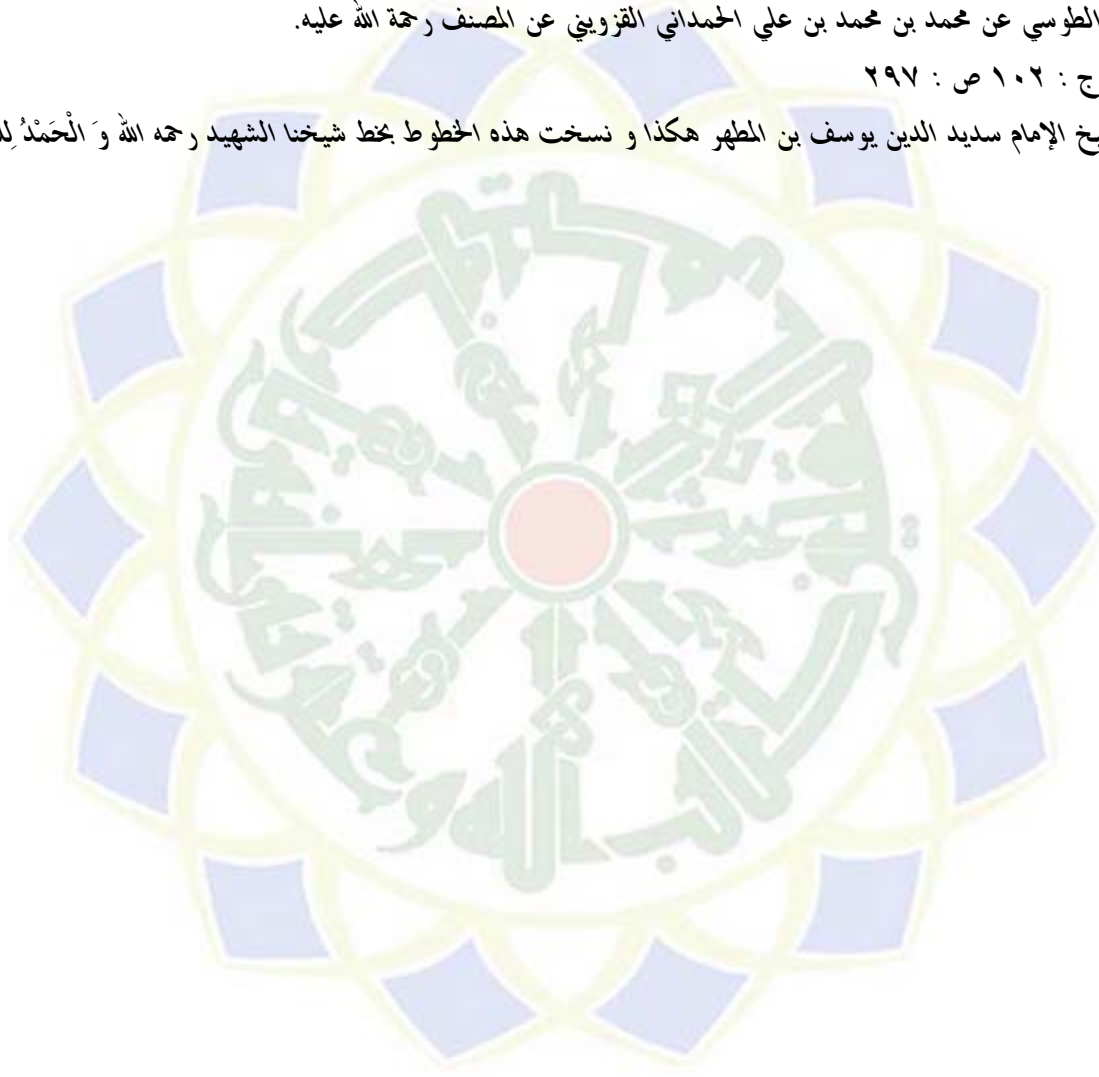 الطوسي عن محمد بن محمد بن علي الحمداني القزويني عن المصنف رحمة الله عليه.
ج : ١٠٢ ص : ٢٩٧
الإمام سديد الدين يوسف بن المطهر هكذا و نسخت هذه الخطوط بخط شيخنا الشهيد رحمه الله وَ الْحَمْدُ